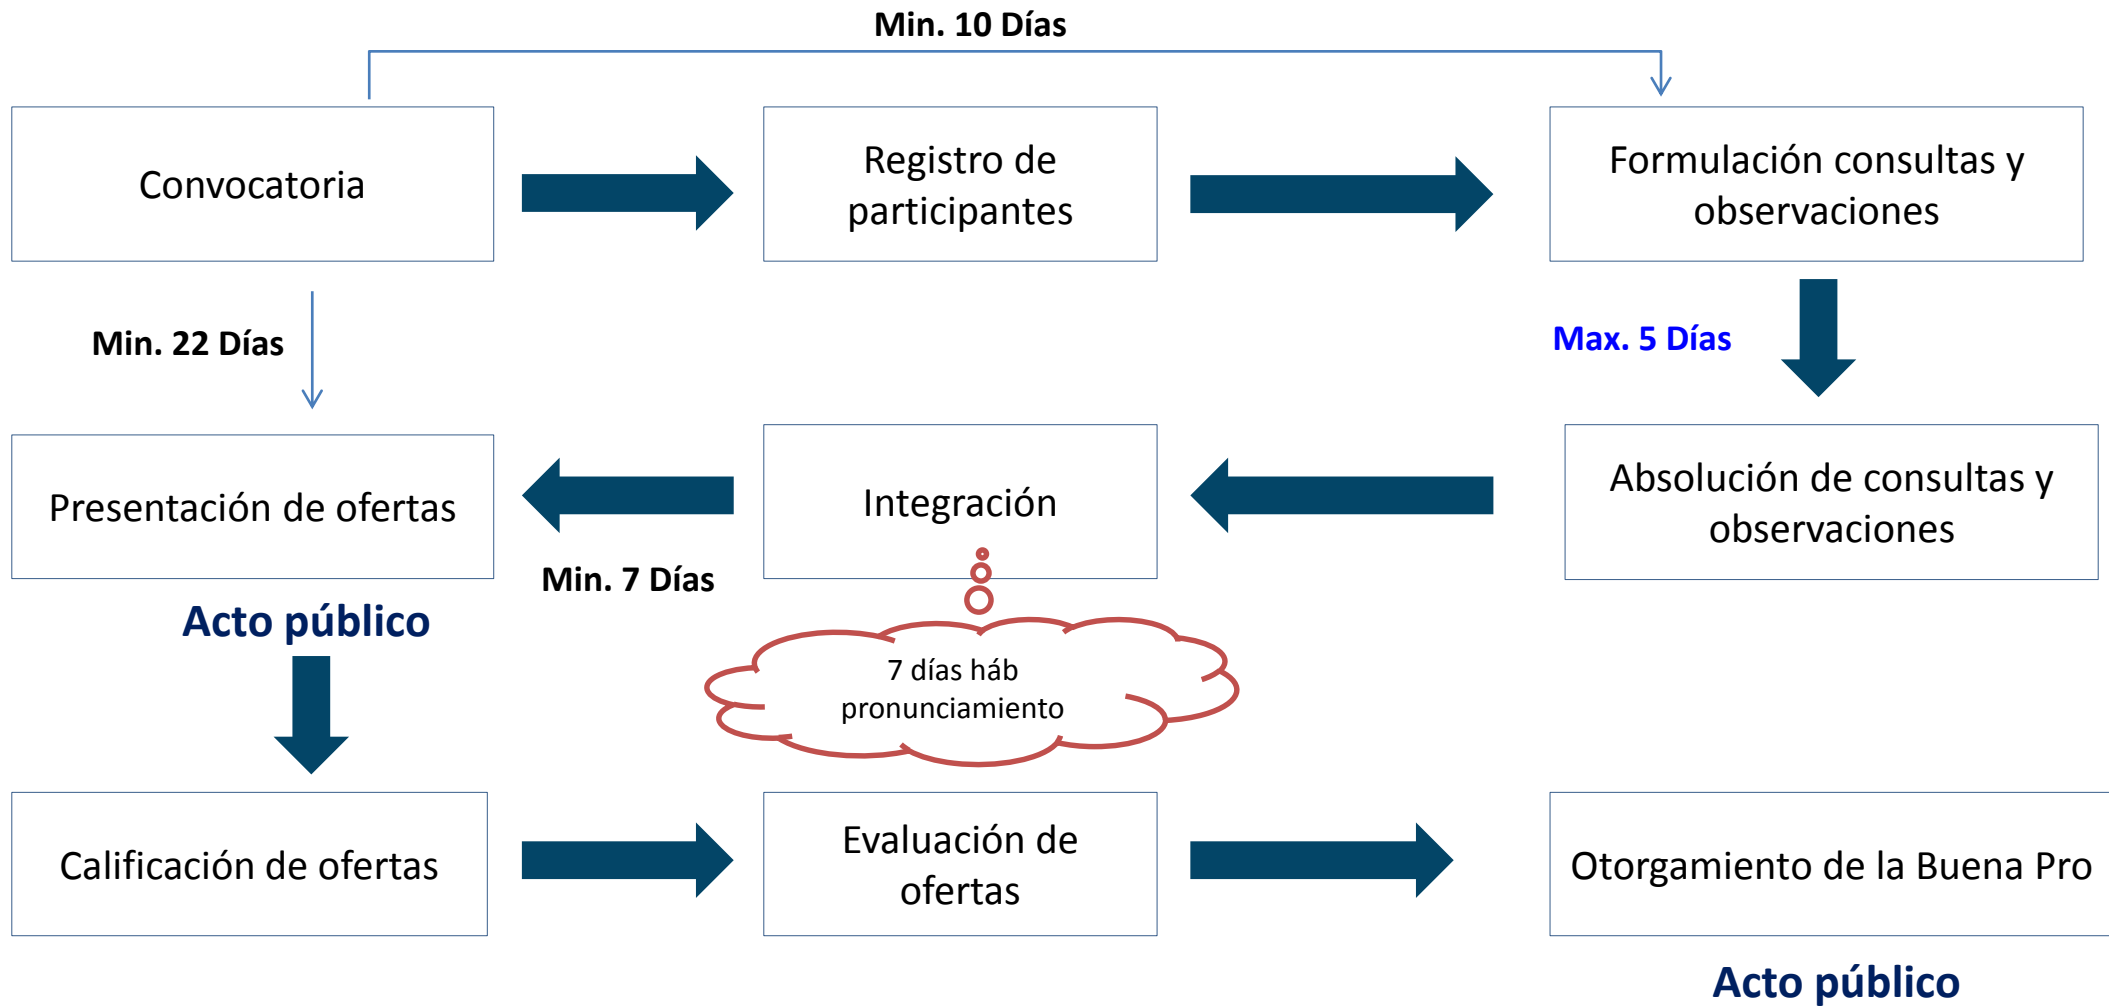 Min. 10 Días
Convocatoria
Registro de
participantes
Formulación consultas y
observaciones
Min. 22 Días
Max. 5 Días
Presentación de ofertas
Integración
Absolución de consultas y
observaciones
Min. 7 Días
Acto público
7 días háb
pronunciamiento
Calificación de ofertas
Evaluación de
ofertas
Otorgamiento de la Buena Pro
Acto público